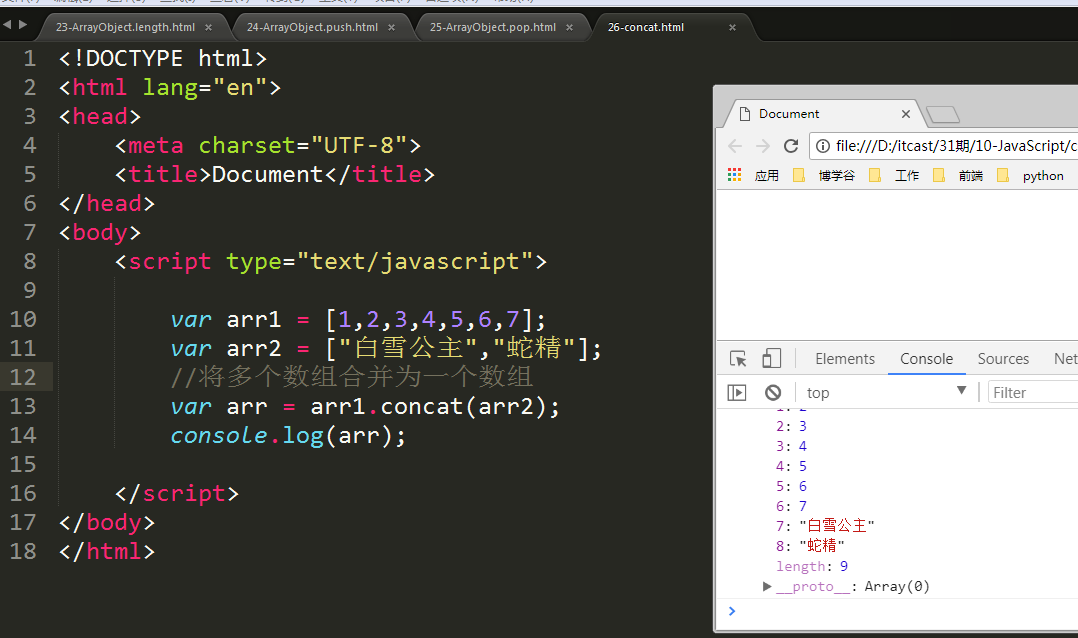 23-ArrayObject.length.html × 24-ArrayObject.push.html × 25-ArrayObject.pop.html × 26-concat.html ×
1 <!DOCTYPE html>
2 <html lang="en">
3 <head>
4 <meta charset="UTF-8">
5 <title>Document</title>
6 </head>
7 <body>
8 <script type="text/javascript">
9
10 var arr1 = [1,2,3,4,5,6,7];
11 var arr2 = ["白雪公主","蛇精"];
12 //将多个数组合并为一个数组
13 var arr = arr1.concat(arr2);
14 console.log(arr);
15
16 </script>
17 </body>
18 </html>
Document ×
file:///D:/itcast/31期/10-JavaScript/c
应用 博学谷 工作 前端 python
Elements Console Sources Net
top Filter
1: 2
2: 3
3: 4
4: 5
5: 6
6: 7
7: "白雪公主"
8: "蛇精"
length: 9
__proto__: Array(0)